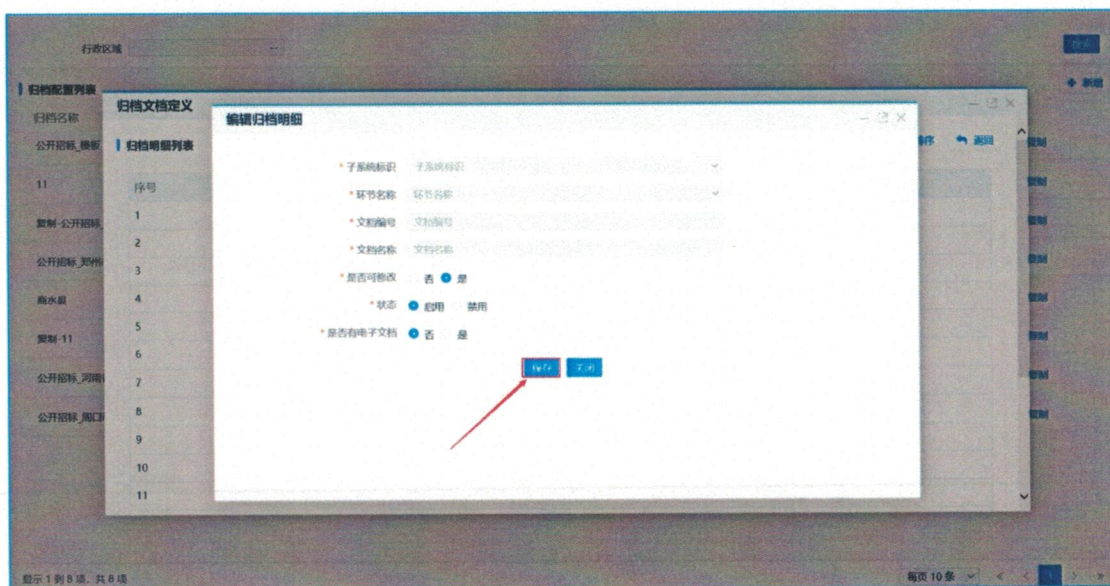 行政区域
搜索
归档配置列表
新增
归档名称
归档文档定义
编辑归档明细
公开招标_模板
归档明细列表
排序
返回
复制
子系统标识 子系统标识
11
序号
复制
环节名称 环节名称
1
复制-公开招标_
文档编号 文档编号
复制
2
文档名称 文档名称
公开招标_郑州
3
复制
是否可修改 否 是
商水县
4
状态 启用 禁用
复制
5
是否有电子文档 否 是
复制-11
复制
6
保存 关闭
公开招标_河南
7
复制
公开招标_周口
8
复制
9
10
11
显示 1 到 8 项，共 8 项
每页 10 条
1